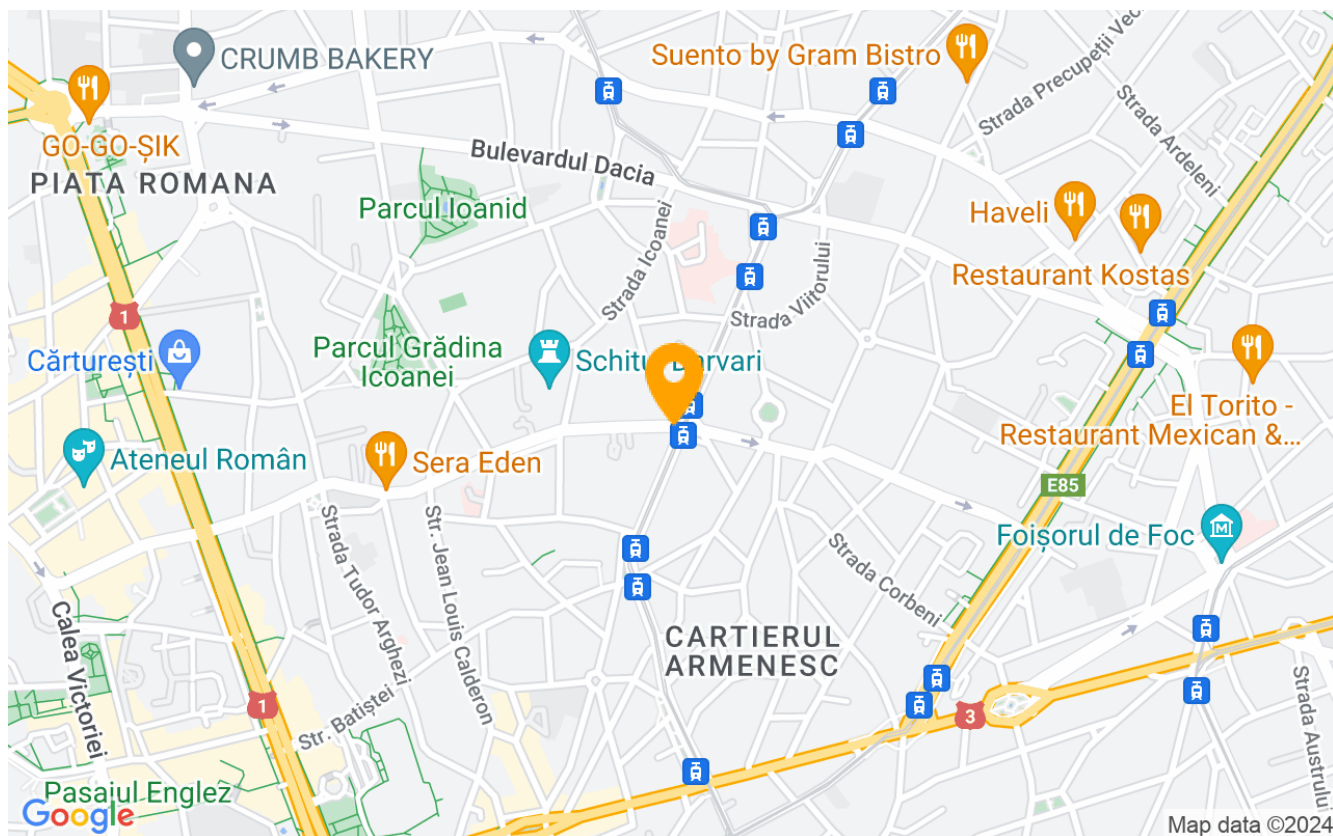 CRUMB BAKERY
Suento by Gram Bistro
Strada Precupeții Vec
Strada Ardeleni
GO-GO-ȘIK
PIATA ROMANA
Bulevardul Dacia
Parcul Ioanid
Strada Icoanei
Haveli
Restaurant Kostas
Strada Viitorului
1
Cărturești
Parcul Grădina
Icoanei
Schitul Darvari
El Torito -
Restaurant Mexican &...
Ateneul Român
Sera Eden
E85
Foișorul de Foc
Strada Tudor Arghezi
Str. Jean Louis Calderon
Strada Corbeni
Calea Victoriei
CARTIERUL
ARMENESC
Str. Batiștei
1
3
Strada Austrului
Pasajul Englez
Google
Map data ©2024